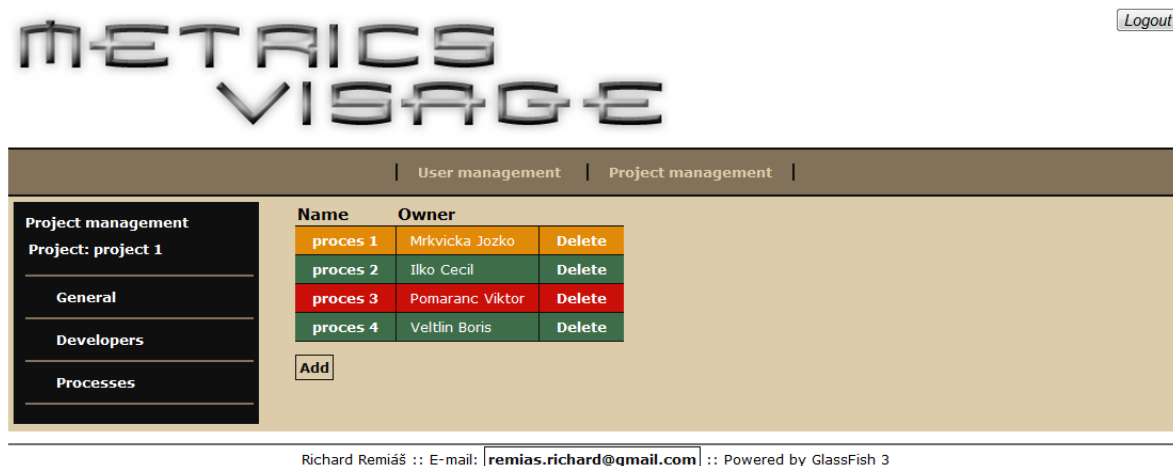 METRICS
VISAGE
Logout
| User management | Project management |
Project management
Project: project 1
General
Developers
Processes
Name Owner
proces 1 Mrkvicka Jozko Delete
proces 2 Ilko Cecil Delete
proces 3 Pomaranc Viktor Delete
proces 4 Veltlin Boris Delete
Add
Richard Remiáš :: E-mail: remias.richard@gmail.com :: Powered by GlassFish 3